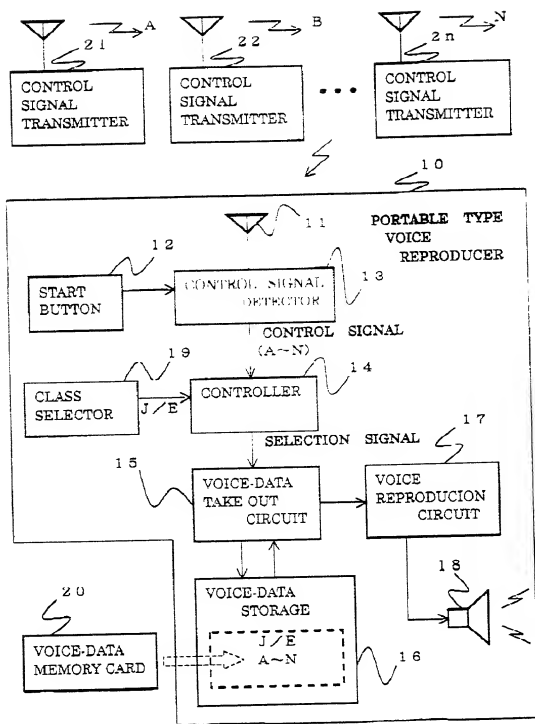 A
B
N
21
22
2n
CONTROL
SIGNAL
TRANSMITTER
CONTROL
SIGNAL
TRANSMITTER
•••
CONTROL
SIGNAL
TRANSMITTER
10
11
PORTABLE TYPE
VOICE
REPRODUCER
12
START
BUTTON
CONTROL SIGNAL
DETECTOR
13
CONTROL SIGNAL
(A~N)
19
CLASS
SELECTOR
J/E
CONTROLLER
14
SELECTION SIGNAL
15
VOICE-DATA
TAKE OUT
CIRCUIT
17
VOICE
REPRODUCION
CIRCUIT
18
VOICE-DATA
STORAGE
J/E
A~N
16
20
VOICE-DATA
MEMORY CARD